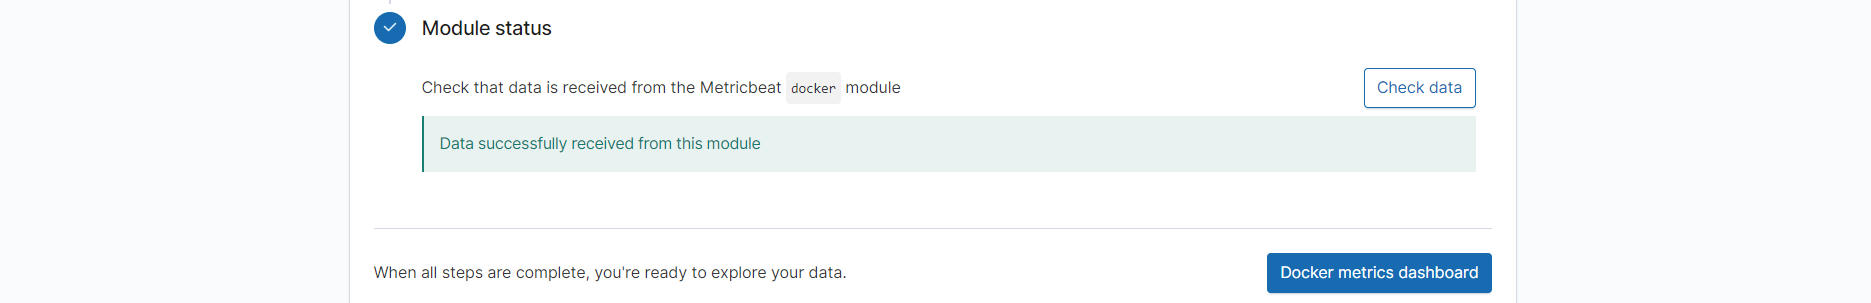 Module status
Check that data is received from the Metricbeat docker module
Check data
Data successfully received from this module
When all steps are complete, you're ready to explore your data.
Docker metrics dashboard